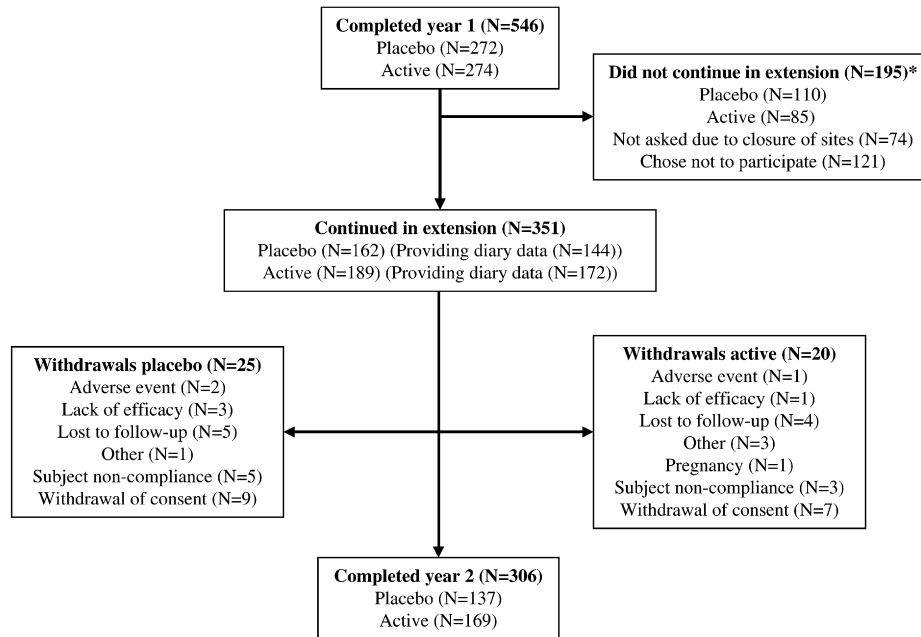 Completed year 1 (N=546)
Placebo (N=272)
Active (N=274)
Did not continue in extension (N=195)*
Placebo (N=110)
Active (N=85)
Not asked due to closure of sites (N=74)
Chose not to participate (N=121)
Continued in extension (N=351)
Placebo (N=162) (Providing diary data (N=144))
Active (N=189) (Providing diary data (N=172))
Withdrawals placebo (N=25)
Adverse event (N=2)
Lack of efficacy (N=3)
Lost to follow-up (N=5)
Other (N=1)
Subject non-compliance (N=5)
Withdrawal of consent (N=9)
Withdrawals active (N=20)
Adverse event (N=1)
Lack of efficacy (N=1)
Lost to follow-up (N=4)
Other (N=3)
Pregnancy (N=1)
Subject non-compliance (N=3)
Withdrawal of consent (N=7)
Completed year 2 (N=306)
Placebo (N=137)
Active (N=169)